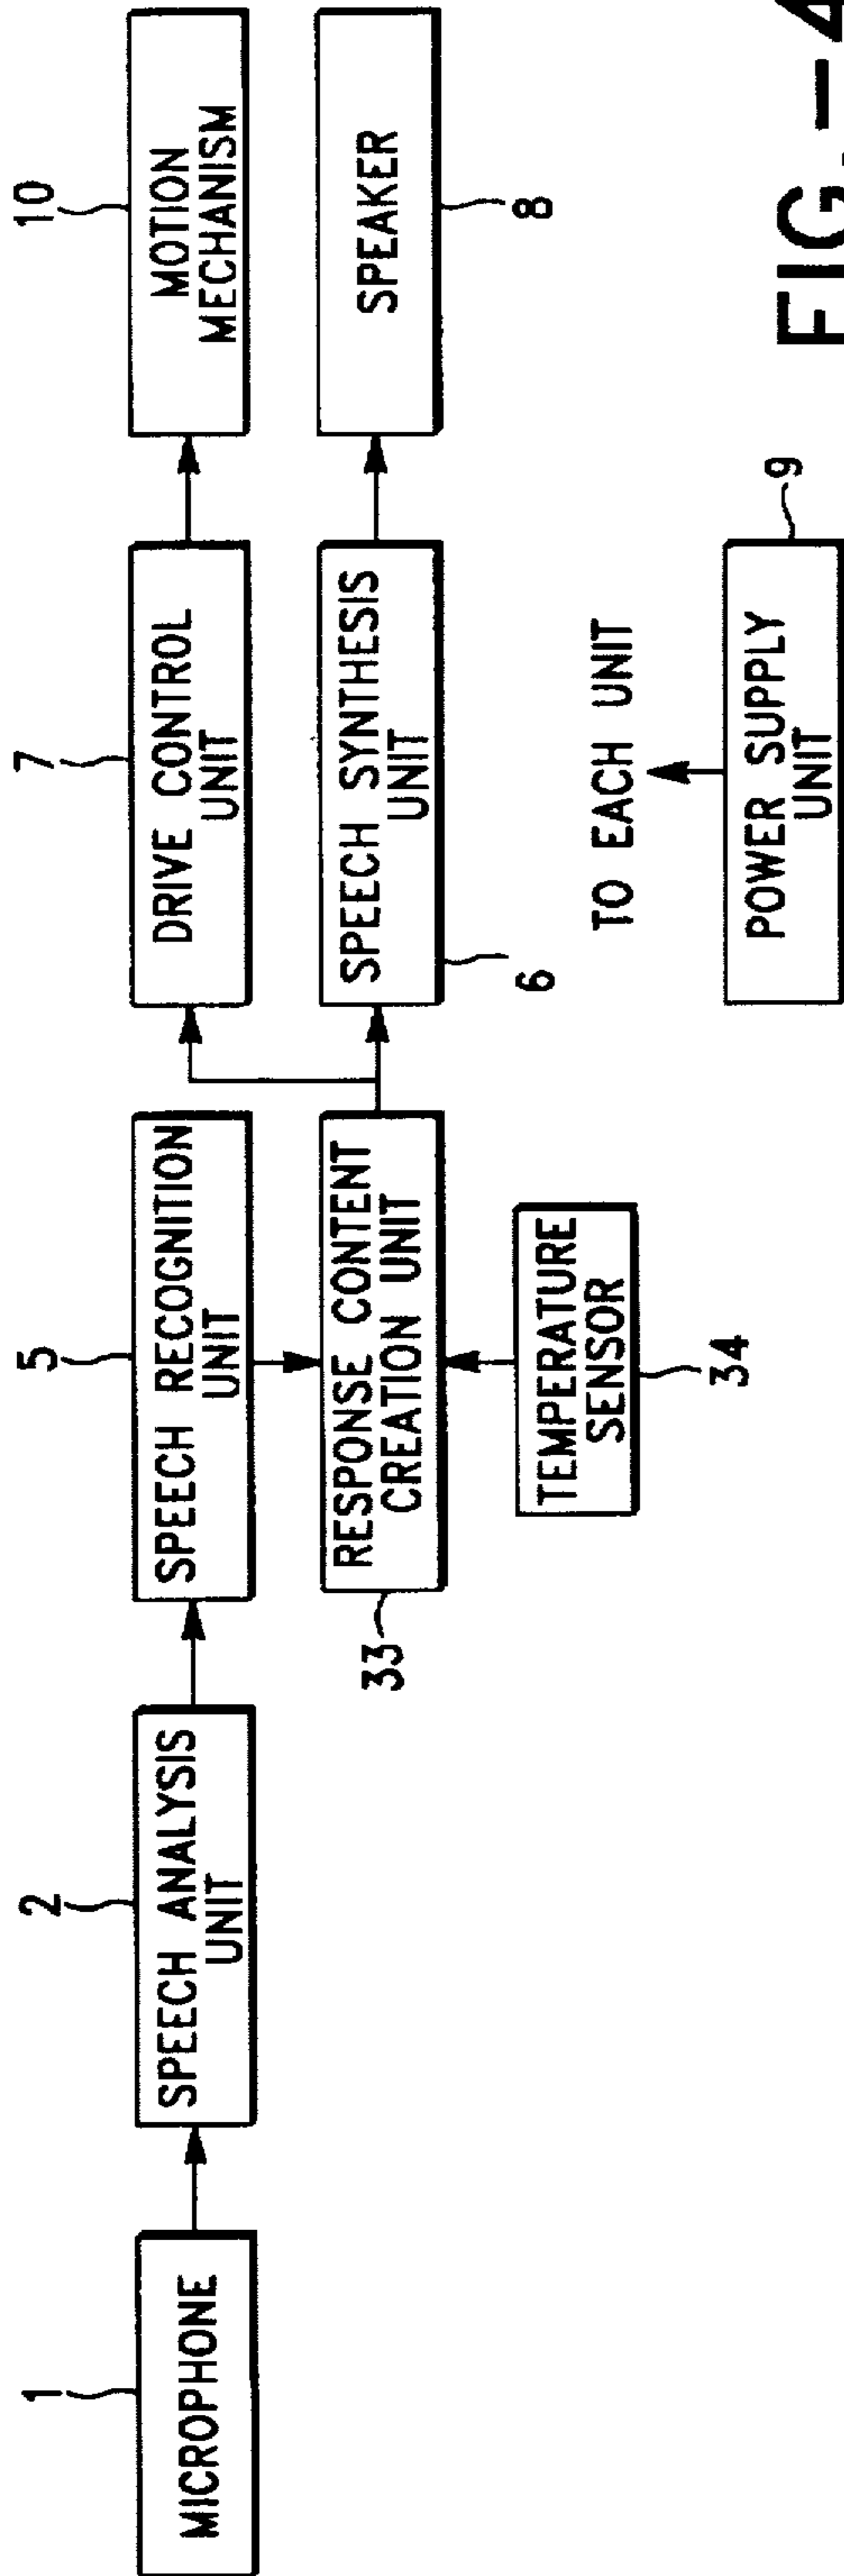 1
MICROPHONE
2
SPEECH ANALYSIS
UNIT
5
SPEECH RECOGNITION
UNIT
33
RESPONSE CONTENT
CREATION UNIT
TEMPERATURE
SENSOR
34
7
DRIVE CONTROL
UNIT
SPEECH SYNTHESIS
UNIT
6
10
MOTION
MECHANISM
SPEAKER
8
TO EACH UNIT
POWER SUPPLY
UNIT
9
FIG.-4